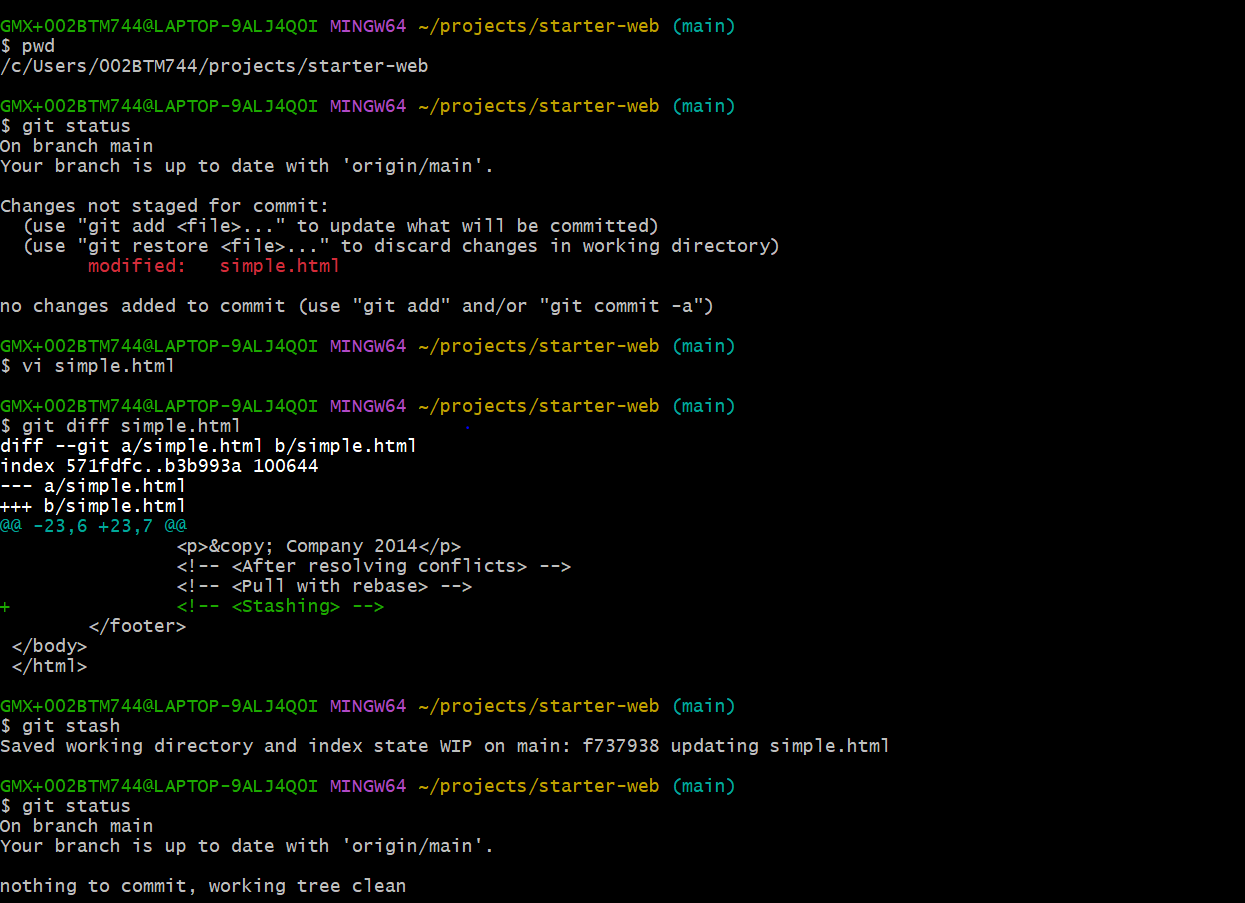 GMX+002BTM744@LAPTOP-9ALJ4Q0I MINGW64 ~/projects/starter-web (main)
$ pwd
/c/Users/002BTM744/projects/starter-web

GMX+002BTM744@LAPTOP-9ALJ4Q0I MINGW64 ~/projects/starter-web (main)
$ git status
On branch main
Your branch is up to date with 'origin/main'.

Changes not staged for commit:
  (use "git add <file>..." to update what will be committed)
  (use "git restore <file>..." to discard changes in working directory)
        modified:   simple.html

no changes added to commit (use "git add" and/or "git commit -a")

GMX+002BTM744@LAPTOP-9ALJ4Q0I MINGW64 ~/projects/starter-web (main)
$ vi simple.html

GMX+002BTM744@LAPTOP-9ALJ4Q0I MINGW64 ~/projects/starter-web (main)
$ git diff simple.html
diff --git a/simple.html b/simple.html
index 571fdfc..b3b993a 100644
--- a/simple.html
+++ b/simple.html
@@ -23,6 +23,7 @@
                <p>&copy; Company 2014</p>
                <!-- <After resolving conflicts> -->
                <!-- <Pull with rebase> -->
+               <!-- <Stashing> -->
        </footer>
 </body>
 </html>

GMX+002BTM744@LAPTOP-9ALJ4Q0I MINGW64 ~/projects/starter-web (main)
$ git stash
Saved working directory and index state WIP on main: f737938 updating simple.html

GMX+002BTM744@LAPTOP-9ALJ4Q0I MINGW64 ~/projects/starter-web (main)
$ git status
On branch main
Your branch is up to date with 'origin/main'.

nothing to commit, working tree clean